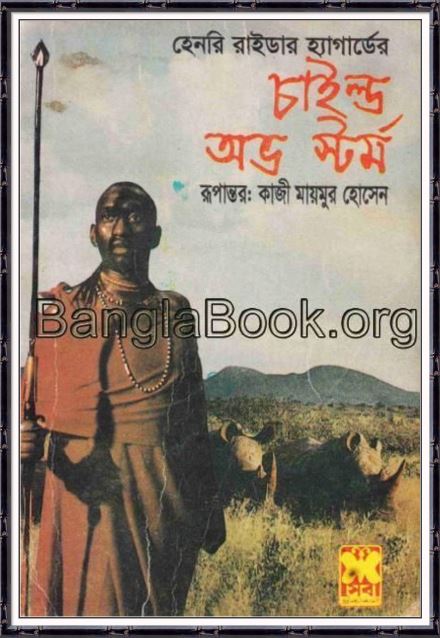 হেনরি রাইডার হ্যাগার্ডের
চাইল্ড
অভ স্টর্ম
রূপান্তর: কাজী মায়মুর হোসেন
BanglaBook.org
সেবা